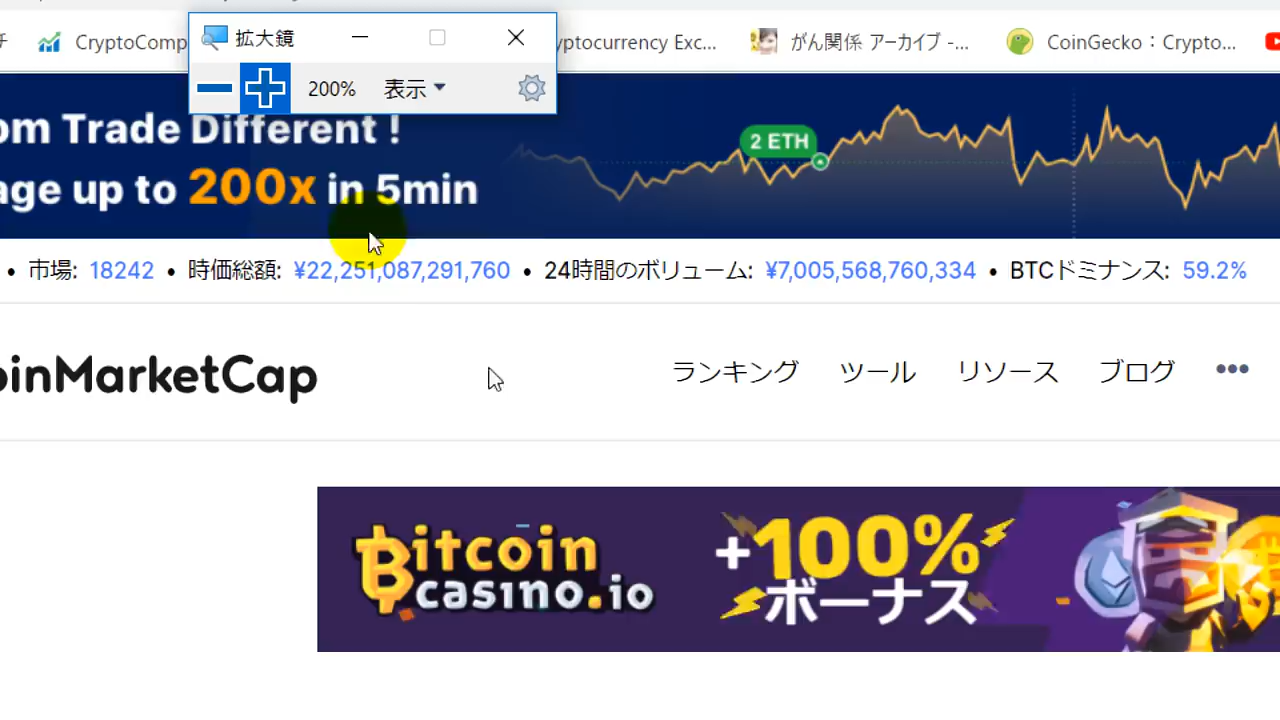 拡大鏡
200%
表示
CryptoComp
がん関係 アーカイブ -...
CoinGecko：Crypto...
om Trade Different !
age up to 200x in 5min
2 ETH
• 市場: 18242 • 時価総額: ¥22,251,087,291,760 • 24時間のボリューム: ¥7,005,568,760,334 • BTCドミナンス: 59.2%
oinMarketCap
ランキング ツール リソース ブログ •••
Bitcoin
casino.io
+100%
ボーナス